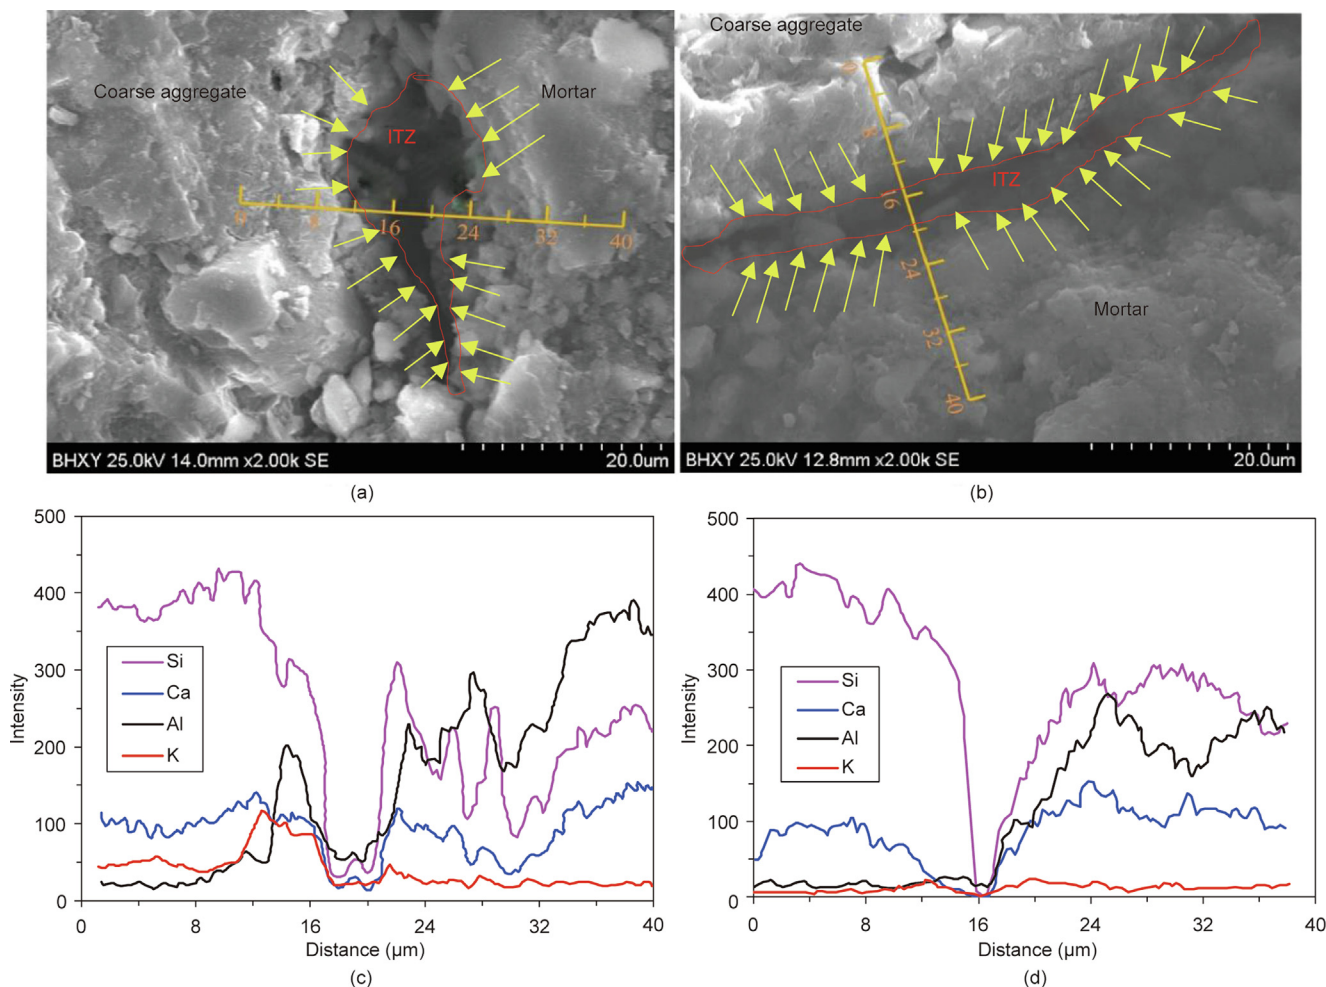 Coarse aggregate
Mortar
ITZ
0 8 16 24 32 40
BHXY 25.0kV 14.0mm x2.00k SE
20.0um
(a)
Coarse aggregate
0
8
16
24
32
40
ITZ
Mortar
BHXY 25.0kV 12.8mm x2.00k SE
20.0um
(b)
500
400
300
200
100
0
Intensity
Si
Ca
Al
K
0 8 16 24 32 40
Distance (μm)
(c)
500
400
300
200
100
0
Intensity
Si
Ca
Al
K
0 8 16 24 32 40
Distance (μm)
(d)